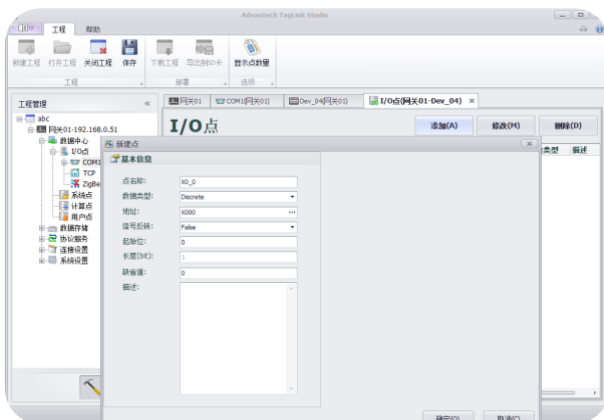 Advantech TagLink Studio
工程 帮助
新建工程 打开工程 关闭工程 保存 下载工程 导出到SD卡 显示点数量
工程 部署 选项
工程管理
网关01 COM1(网关01) Dev_04(网关01) I/O点(网关01-Dev_04)
abc
网关01-192.168.0.51
I/O点
添加(A) 修改(M) 删除(D)
数据中心
I/O点
COM1
TCP
ZigBe
系统点
计算点
用户点
数据存储
协议服务
连接设置
系统设置
类型 描述
新建点
基本信息
点名称: X0_0
数据类型: Discrete
地址: X000
信号反转: False
起始位: 0
长度(bit): 1
缺省值: 0
描述:
确定(O) 取消(C)